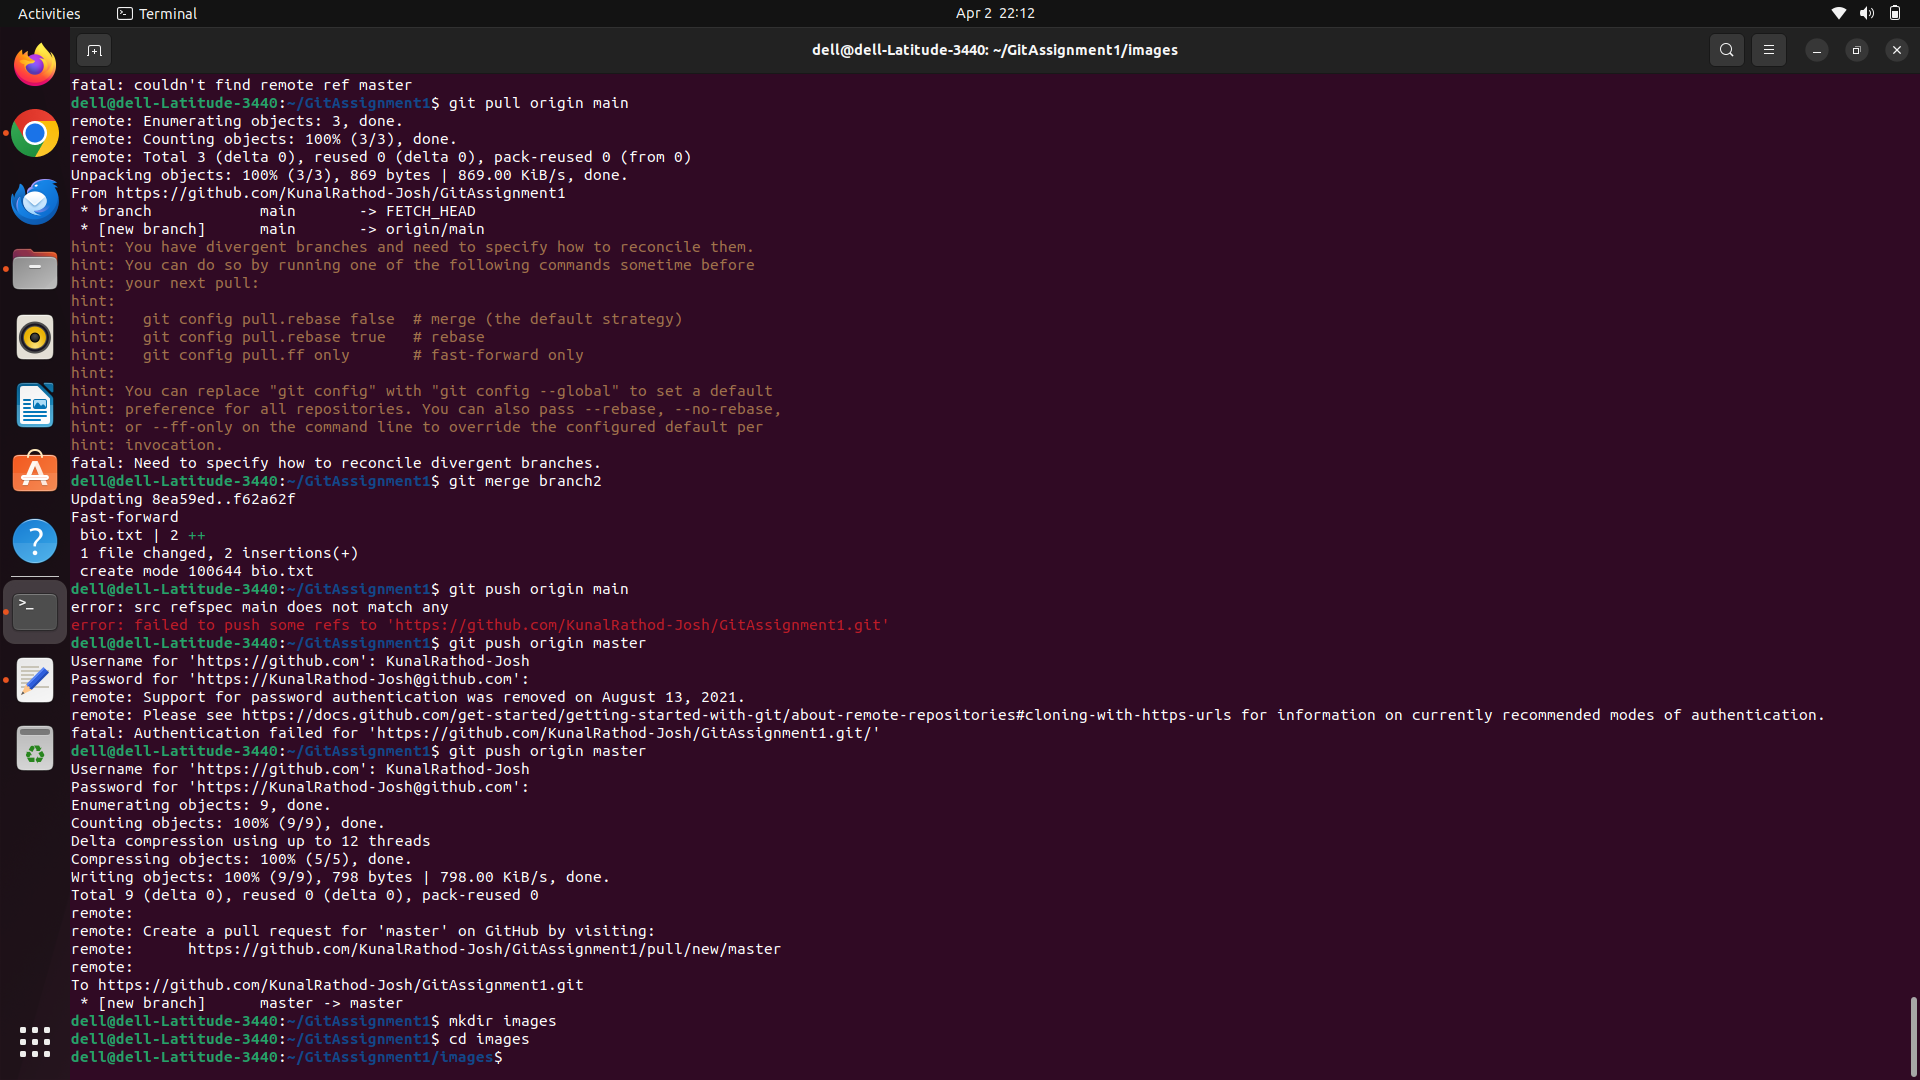 Activities
Terminal
Apr 2 22:12
dell@dell-Latitude-3440: ~/GitAssignment1/images
fatal: couldn't find remote ref master
dell@dell-Latitude-3440:~/GitAssignment1$ git pull origin main
remote: Enumerating objects: 3, done.
remote: Counting objects: 100% (3/3), done.
remote: Total 3 (delta 0), reused 0 (delta 0), pack-reused 0 (from 0)
Unpacking objects: 100% (3/3), 869 bytes | 869.00 KiB/s, done.
From https://github.com/KunalRathod-Josh/GitAssignment1
 * branch            main       -> FETCH_HEAD
 * [new branch]      main       -> origin/main
hint: You have divergent branches and need to specify how to reconcile them.
hint: You can do so by running one of the following commands sometime before
hint: your next pull:
hint:
hint:   git config pull.rebase false  # merge (the default strategy)
hint:   git config pull.rebase true   # rebase
hint:   git config pull.ff only       # fast-forward only
hint:
hint: You can replace "git config" with "git config --global" to set a default
hint: preference for all repositories. You can also pass --rebase, --no-rebase,
hint: or --ff-only on the command line to override the configured default per
hint: invocation.
fatal: Need to specify how to reconcile divergent branches.
dell@dell-Latitude-3440:~/GitAssignment1$ git merge branch2
Updating 8ea59ed..f62a62f
Fast-forward
 bio.txt | 2 ++
 1 file changed, 2 insertions(+)
 create mode 100644 bio.txt
dell@dell-Latitude-3440:~/GitAssignment1$ git push origin main
error: src refspec main does not match any
error: failed to push some refs to 'https://github.com/KunalRathod-Josh/GitAssignment1.git'
dell@dell-Latitude-3440:~/GitAssignment1$ git push origin master
Username for 'https://github.com': KunalRathod-Josh
Password for 'https://KunalRathod-Josh@github.com':
remote: Support for password authentication was removed on August 13, 2021.
remote: Please see https://docs.github.com/get-started/getting-started-with-git/about-remote-repositories#cloning-with-https-urls for information on currently recommended modes of authentication.
fatal: Authentication failed for 'https://github.com/KunalRathod-Josh/GitAssignment1.git/'
dell@dell-Latitude-3440:~/GitAssignment1$ git push origin master
Username for 'https://github.com': KunalRathod-Josh
Password for 'https://KunalRathod-Josh@github.com':
Enumerating objects: 9, done.
Counting objects: 100% (9/9), done.
Delta compression using up to 12 threads
Compressing objects: 100% (5/5), done.
Writing objects: 100% (9/9), 798 bytes | 798.00 KiB/s, done.
Total 9 (delta 0), reused 0 (delta 0), pack-reused 0
remote:
remote: Create a pull request for 'master' on GitHub by visiting:
remote:      https://github.com/KunalRathod-Josh/GitAssignment1/pull/new/master
remote:
To https://github.com/KunalRathod-Josh/GitAssignment1.git
 * [new branch]      master -> master
dell@dell-Latitude-3440:~/GitAssignment1$ mkdir images
dell@dell-Latitude-3440:~/GitAssignment1$ cd images
dell@dell-Latitude-3440:~/GitAssignment1/images$